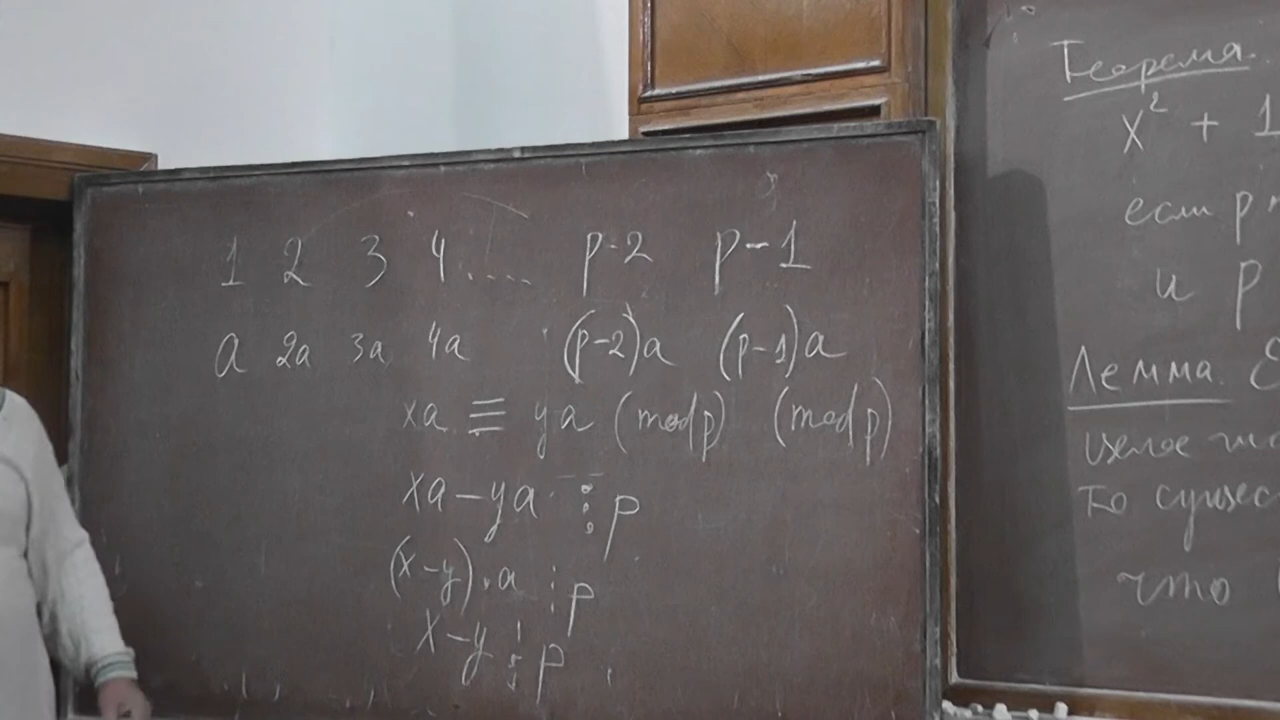 1 2 3 4 .... p-2 p-1
a 2a 3a 4a (p-2)a (p-1)a
xa ≡ ya (mod p) (mod p)
xa - ya ⋮ p
(x-y)·a ⋮ p
x-y ⋮ p
Теорема.
x² + 1
если p
и p
Лемма.
целое
то сущес
что